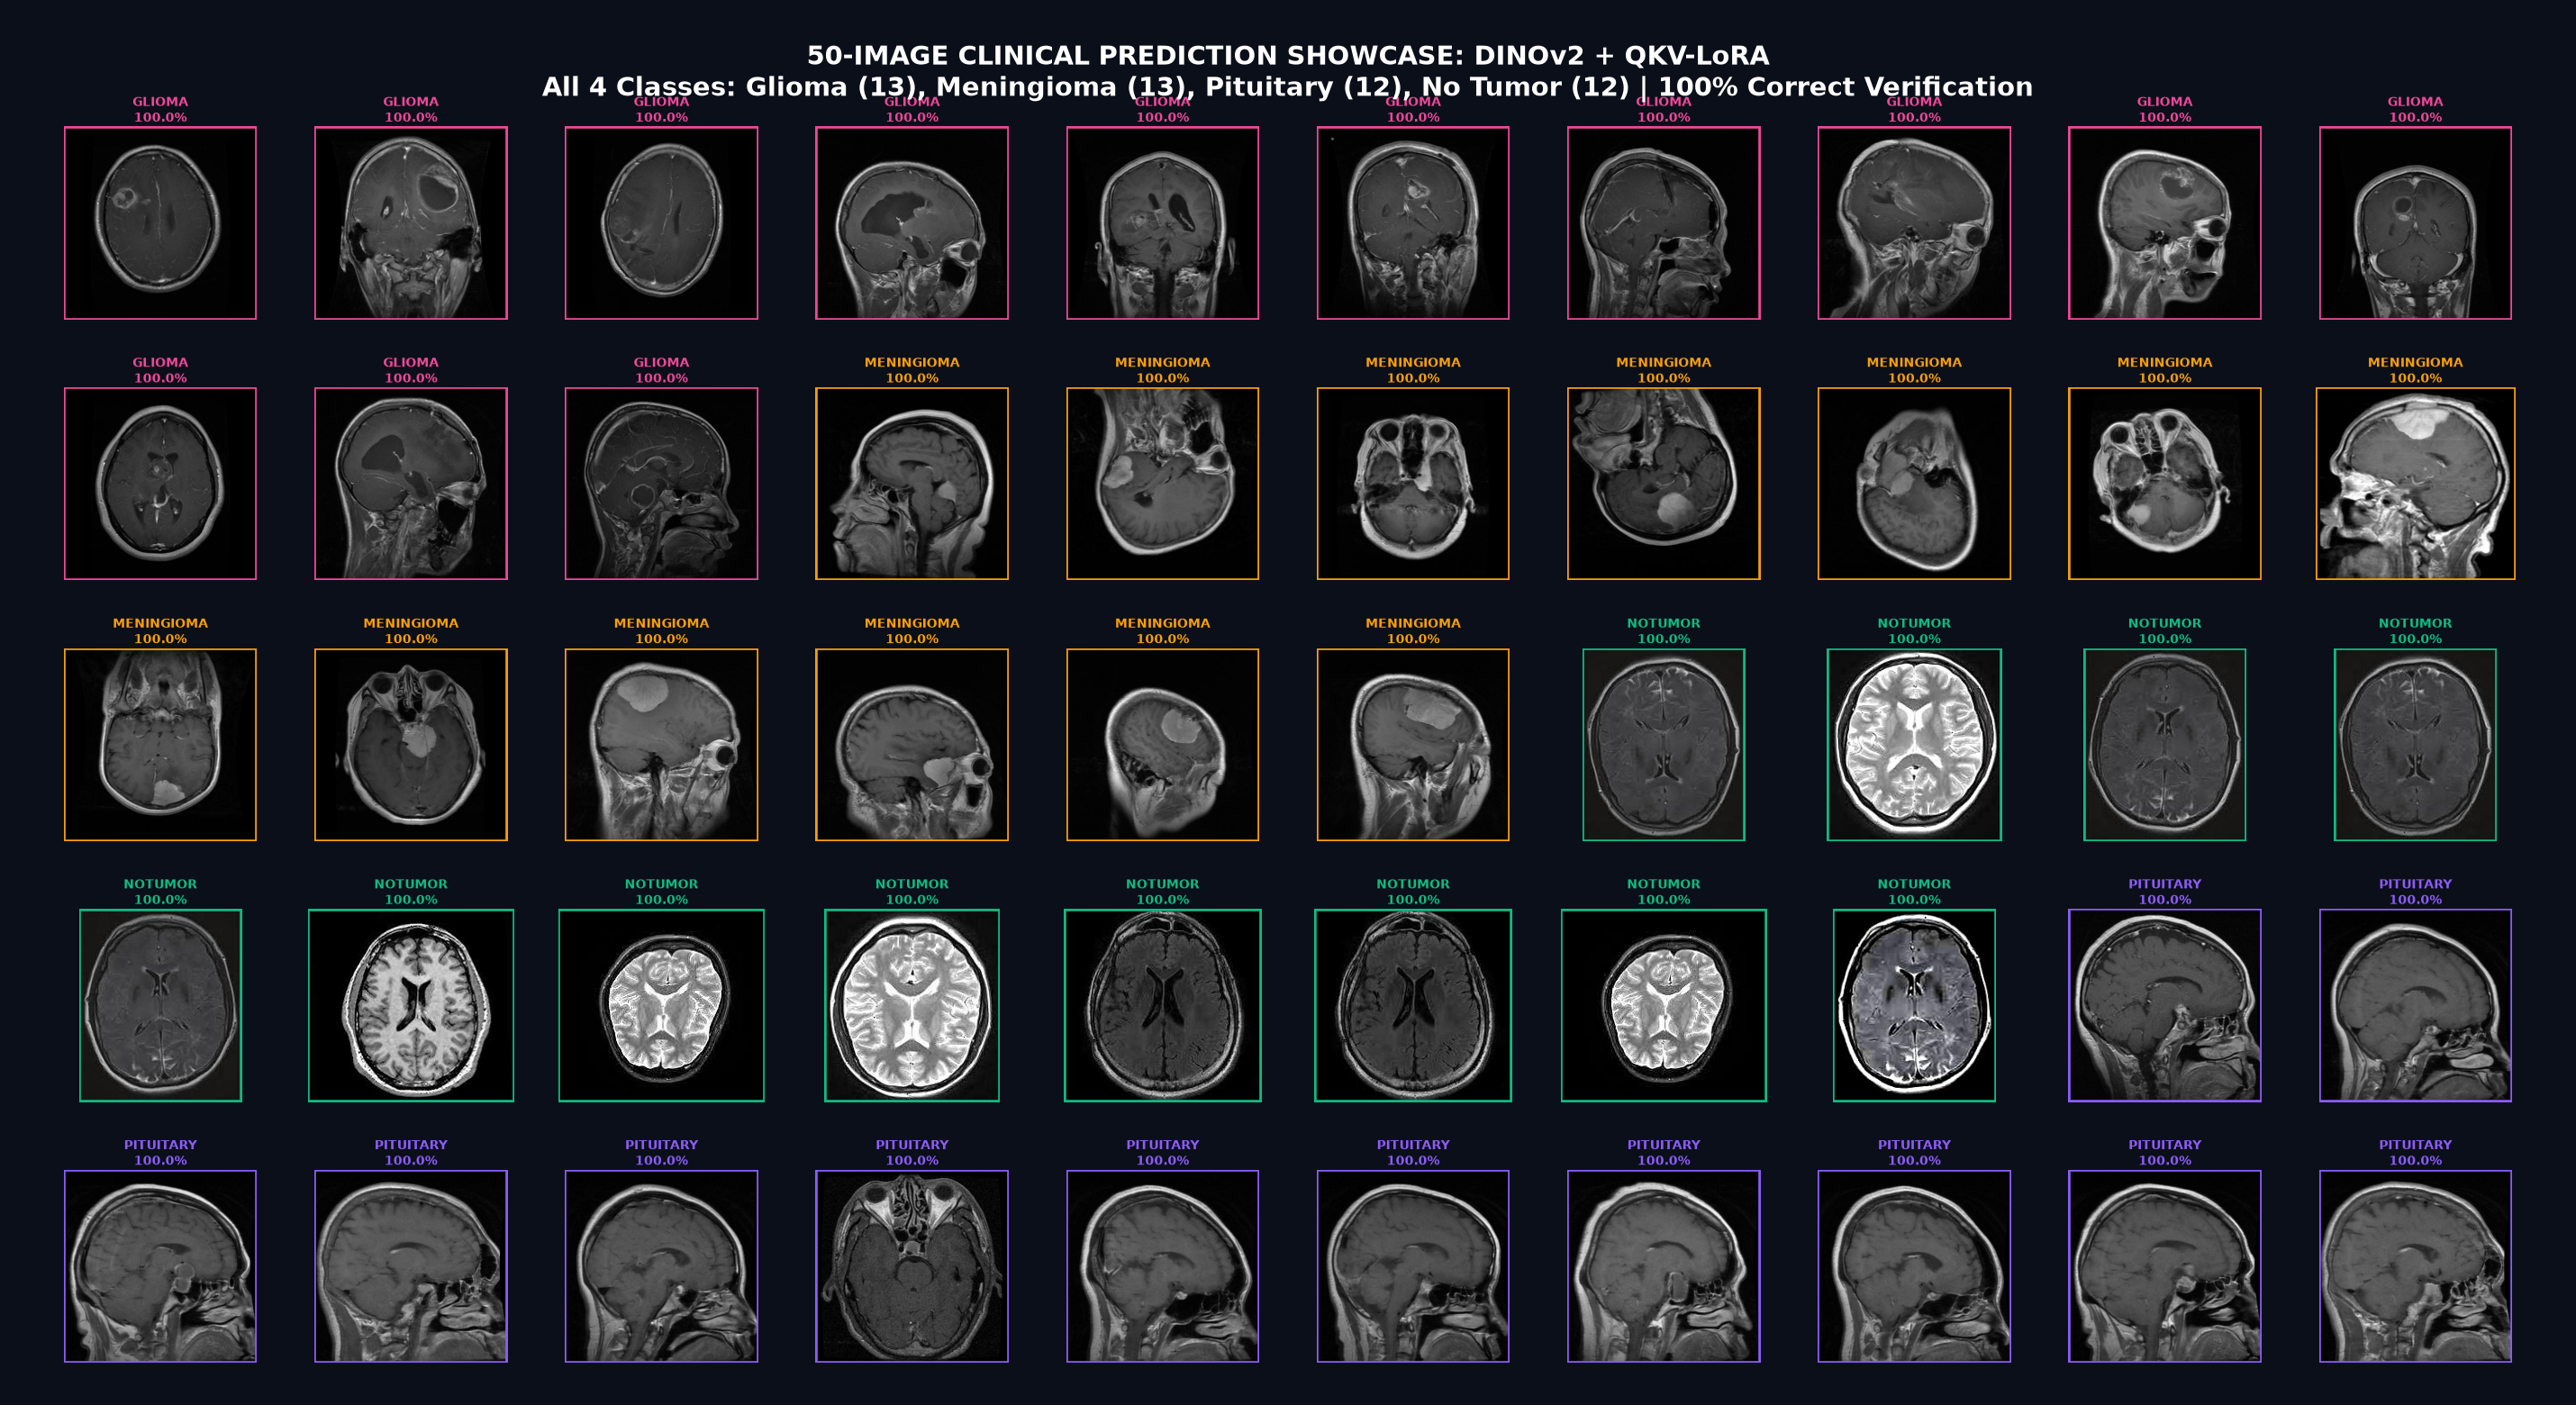 50-IMAGE CLINICAL PREDICTION SHOWCASE: DINOv2 + QKV-LoRA
All 4 Classes: Glioma (13), Meningioma (13), Pituitary (12), No Tumor (12) | 100% Correct Verification
GLIOMA GLIOMA GLIOMA GLIOMA GLIOMA GLIOMA GLIOMA GLIOMA GLIOMA GLIOMA
100.0% 100.0% 100.0% 100.0% 100.0% 100.0% 100.0% 100.0% 100.0% 100.0%
GLIOMA GLIOMA GLIOMA MENINGIOMA MENINGIOMA MENINGIOMA MENINGIOMA MENINGIOMA MENINGIOMA MENINGIOMA
100.0% 100.0% 100.0% 100.0% 100.0% 100.0% 100.0% 100.0% 100.0% 100.0%
MENINGIOMA MENINGIOMA MENINGIOMA MENINGIOMA MENINGIOMA MENINGIOMA NOTUMOR NOTUMOR NOTUMOR NOTUMOR
100.0% 100.0% 100.0% 100.0% 100.0% 100.0% 100.0% 100.0% 100.0% 100.0%
NOTUMOR NOTUMOR NOTUMOR NOTUMOR NOTUMOR NOTUMOR NOTUMOR NOTUMOR PITUITARY PITUITARY
100.0% 100.0% 100.0% 100.0% 100.0% 100.0% 100.0% 100.0% 100.0% 100.0%
PITUITARY PITUITARY PITUITARY PITUITARY PITUITARY PITUITARY PITUITARY PITUITARY PITUITARY PITUITARY
100.0% 100.0% 100.0% 100.0% 100.0% 100.0% 100.0% 100.0% 100.0% 100.0%